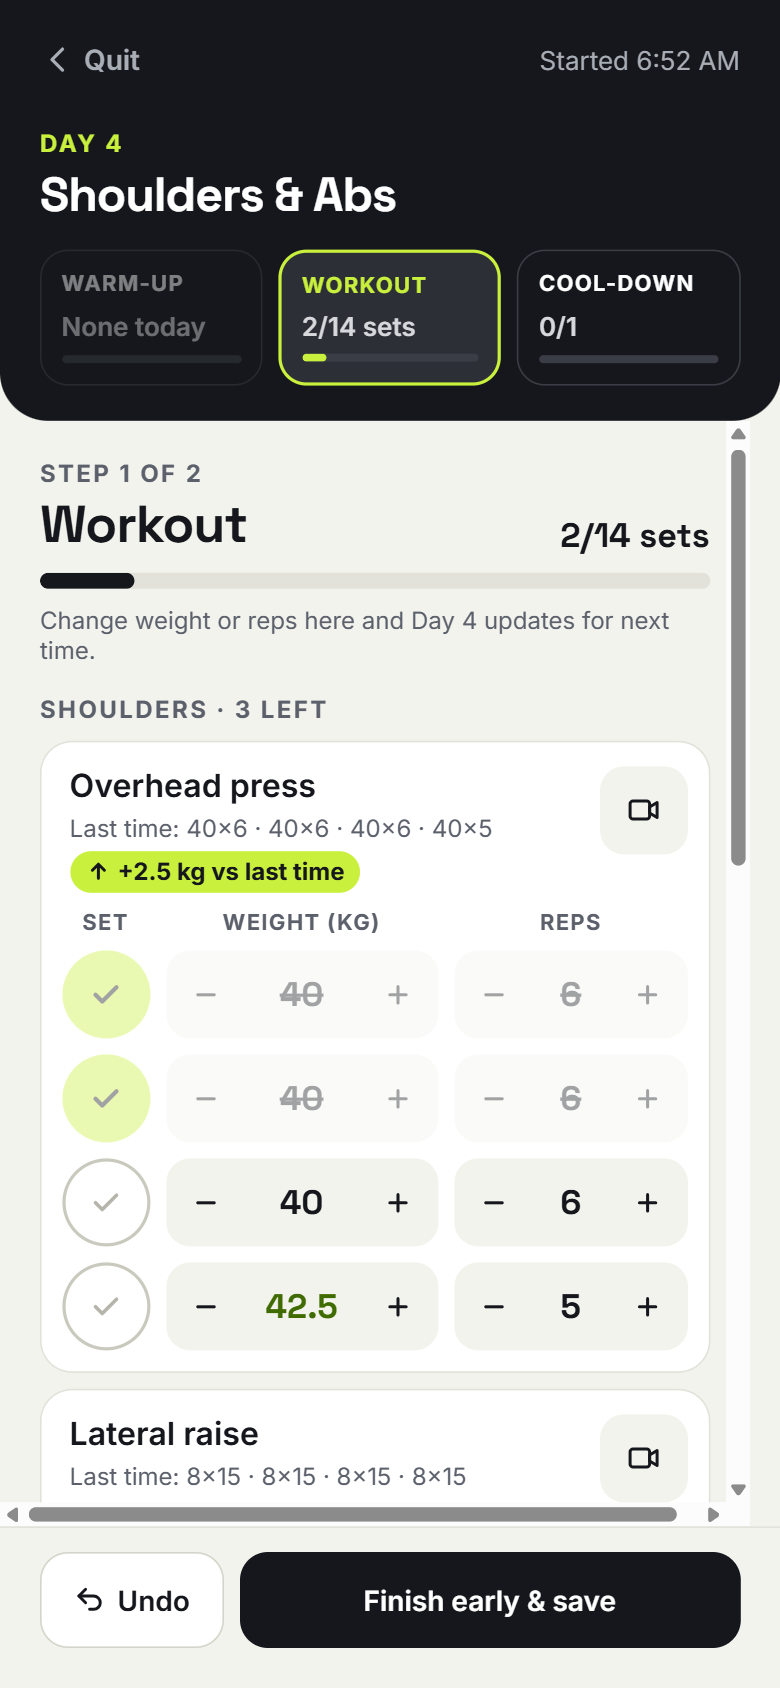 Quit
Started 6:52 AM
DAY 4
Shoulders & Abs
WARM-UP
None today
WORKOUT
2/14 sets
COOL-DOWN
0/1
STEP 1 OF 2
Workout
2/14 sets
Change weight or reps here and Day 4 updates for next
time.
SHOULDERS · 3 LEFT
Overhead press
Last time: 40×6 · 40×6 · 40×6 · 40×5
↑ +2.5 kg vs last time
SET WEIGHT (KG) REPS
− 40 + − 6 +
− 40 + − 6 +
− 40 + − 6 +
− 42.5 + − 5 +
Lateral raise
Last time: 8×15 · 8×15 · 8×15 · 8×15
Undo
Finish early & save